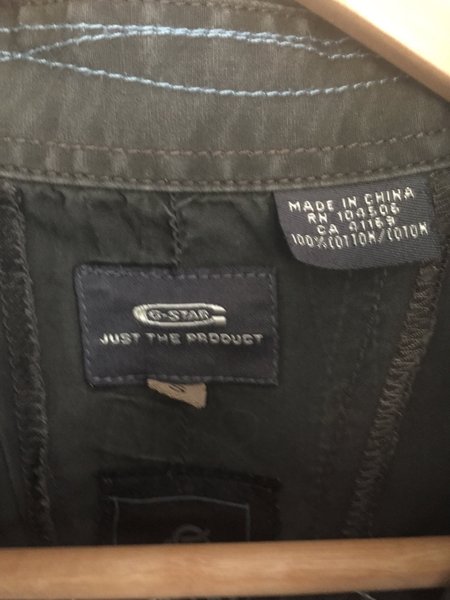 MADE IN CHINA
RN 104506
CA 41169
100% COTTON/COTON
G-STAR
JUST THE PRODUCT
S